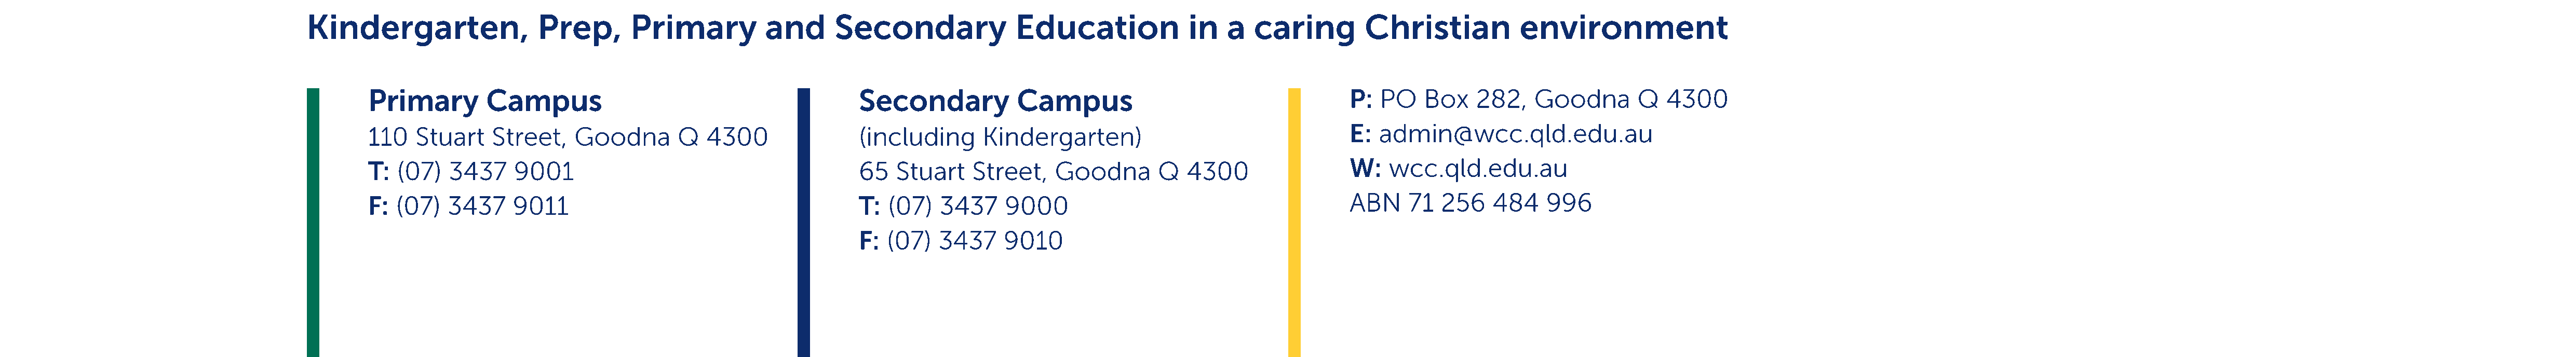 Kindergarten, Prep, Primary and Secondary Education in a caring Christian environment
Primary Campus
110 Stuart Street, Goodna Q 4300
T: (07) 3437 9001
F: (07) 3437 9011
Secondary Campus
(including Kindergarten)
65 Stuart Street, Goodna Q 4300
T: (07) 3437 9000
F: (07) 3437 9010
P: PO Box 282, Goodna Q 4300
E: admin@wcc.qld.edu.au
W: wcc.qld.edu.au
ABN 71 256 484 996